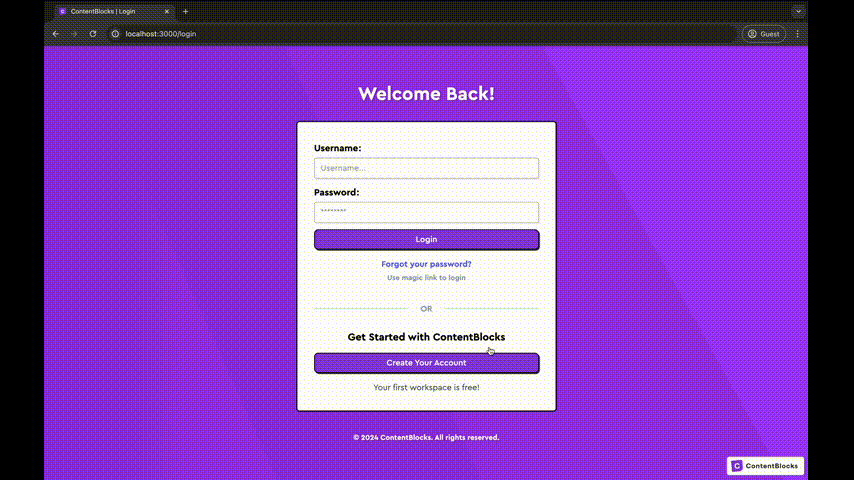 ContentBlocks | Login
localhost:3000/login
Guest
Welcome Back!
Username:
Username...
Password:
********
Login
Forgot your password?
Use magic link to login
OR
Get Started with ContentBlocks
Create Your Account
Your first workspace is free!
© 2024 ContentBlocks. All rights reserved.
C ContentBlocks